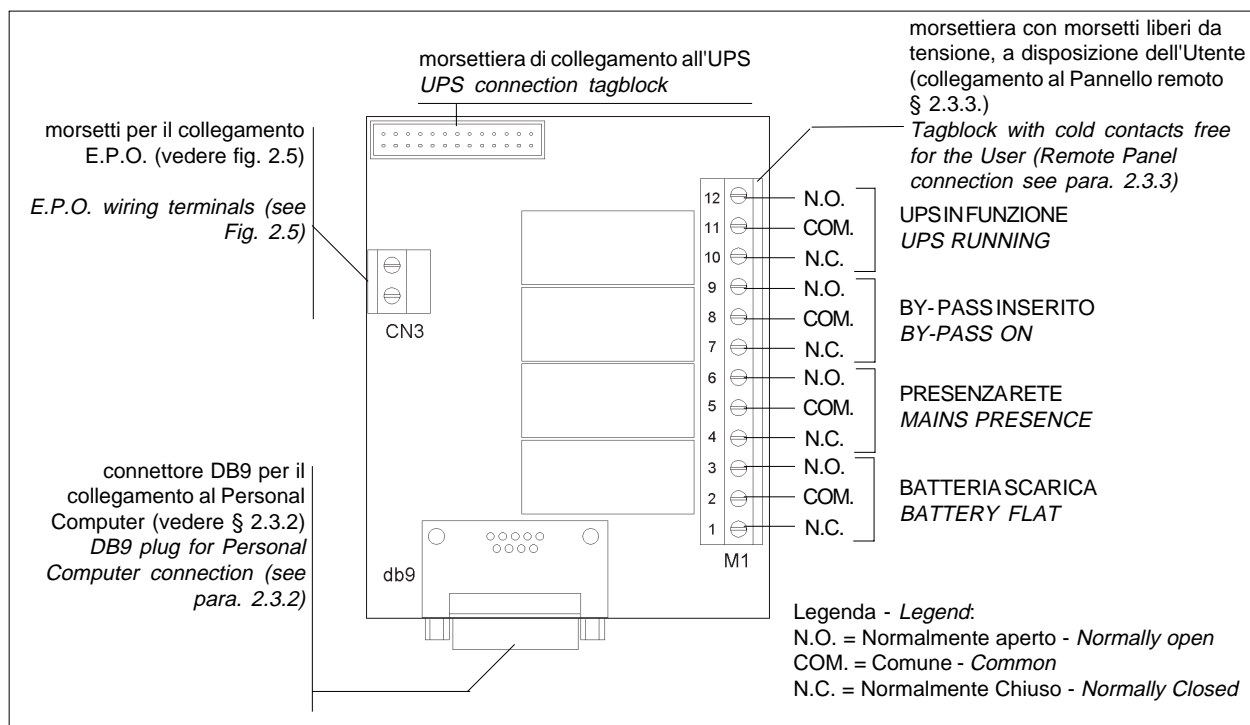 morsettiera di collegamento all'UPS
UPS connection tagblock
morsettiera con morsetti liberi da
tensione, a disposizione dell'Utente
(collegamento al Pannello remoto
§ 2.3.3.)
Tagblock with cold contacts free
for the User (Remote Panel
connection see para. 2.3.3)
morsetti per il collegamento
E.P.O. (vedere fig. 2.5)
E.P.O. wiring terminals (see
Fig. 2.5)
CN3
12 N.O.
11 COM.
10 N.C.
UPS IN FUNZIONE
UPS RUNNING
9 N.O.
8 COM.
7 N.C.
BY-PASS INSERITO
BY-PASS ON
6 N.O.
5 COM.
4 N.C.
PRESENZA RETE
MAINS PRESENCE
3 N.O.
2 COM.
1 N.C.
BATTERIA SCARICA
BATTERY FLAT
M1
connettore DB9 per il
collegamento al Personal
Computer (vedere § 2.3.2)
DB9 plug for Personal
Computer connection (see
para. 2.3.2)
db9
Legenda - Legend:
N.O. = Normalmente aperto - Normally open
COM. = Comune - Common
N.C. = Normalmente Chiuso - Normally Closed